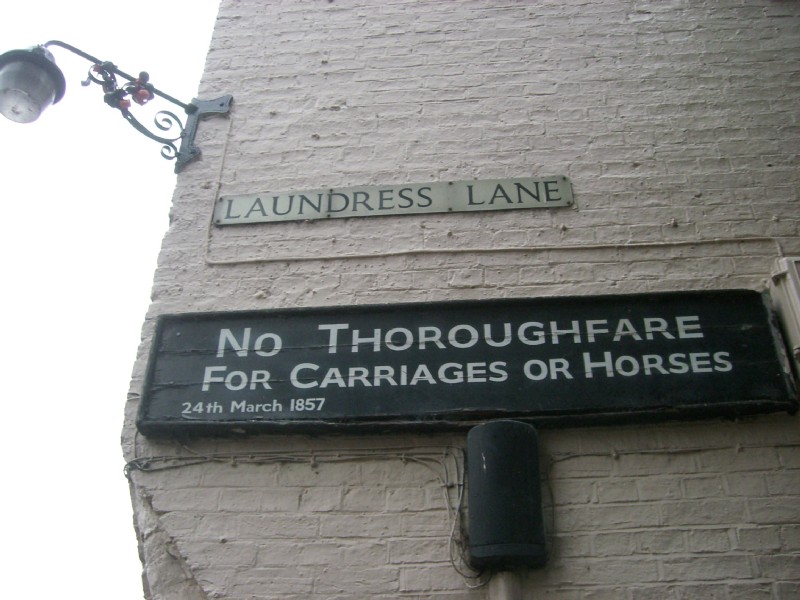 LAUNDRESS LANE
NO THOROUGHFARE
FOR CARRIAGES OR HORSES
24th March 1857